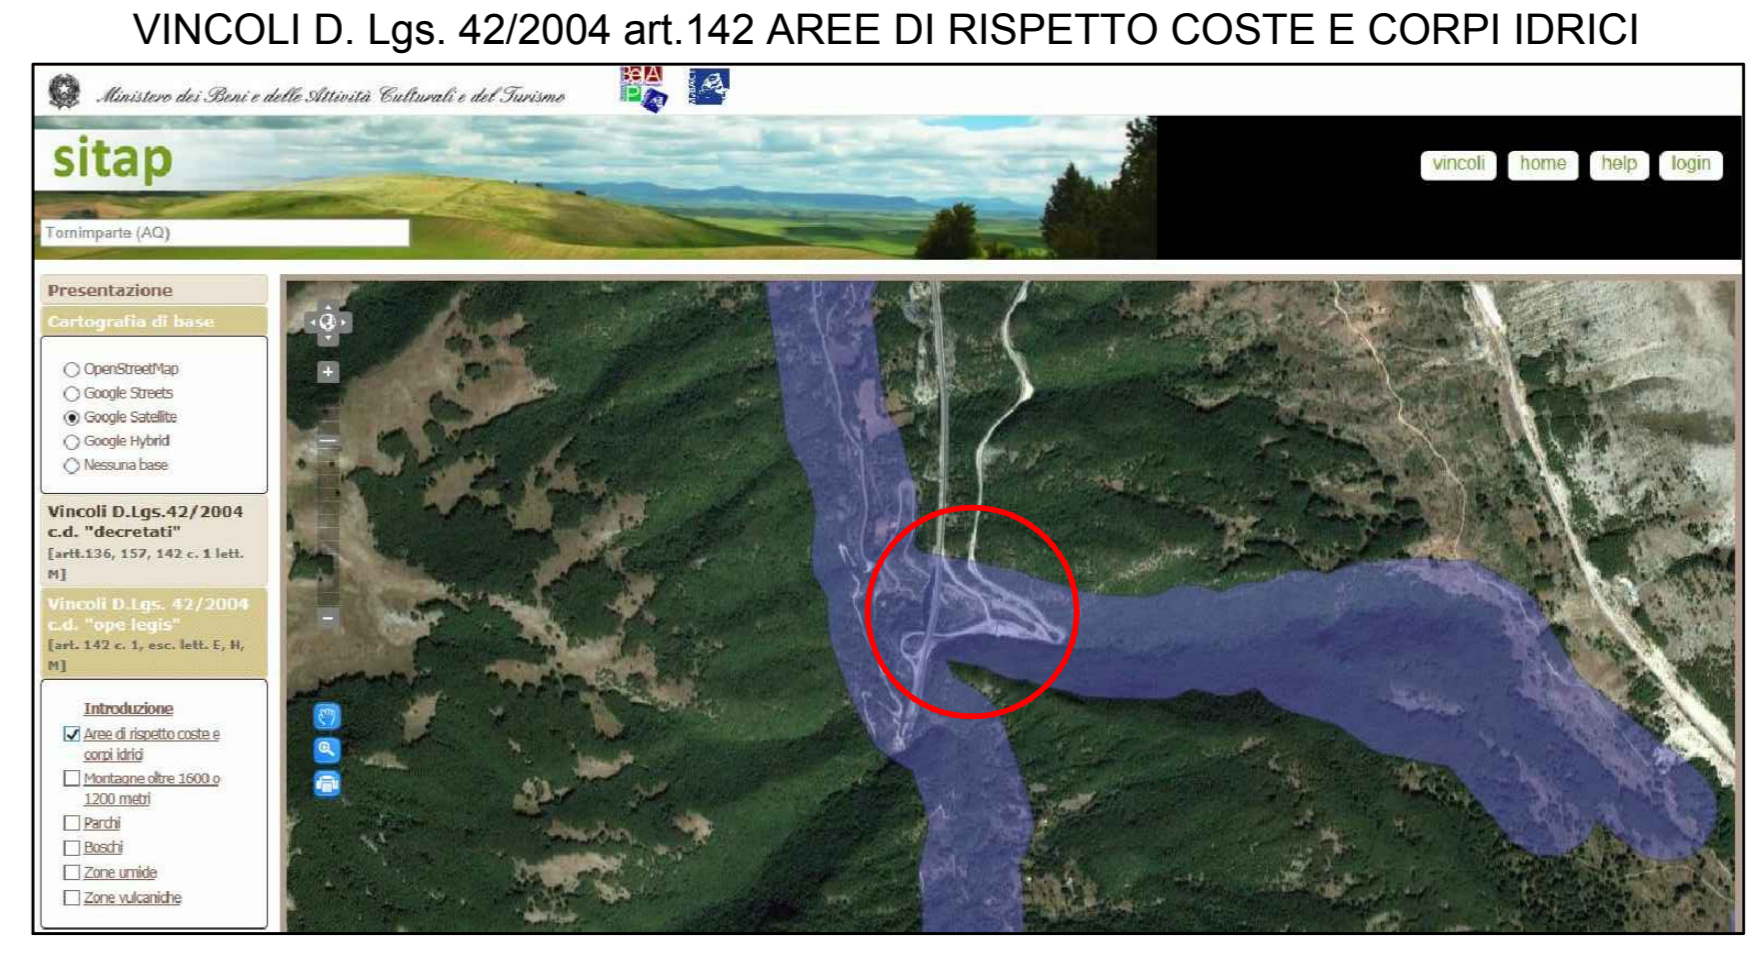 VINCOLI D. Lgs. 42/2004 art.142 AREE DI RISPETTO COSTE E CORPI IDRICI
Ministero dei Beni e delle Attività Culturali e del Turismo
sitap
vincoli home help login
Tornimparte (AQ)
Presentazione
Cartografia di base
OpenStreetMap
Google Streets
Google Satellite
Google Hybrid
Nessuna base
Vincoli D.Lgs.42/2004
c.d. "decretati"
[artt.136, 157, 142 c. 1 lett.
M]
Vincoli D.Lgs. 42/2004
c.d. "ope legis"
[art. 142 c. 1, esc. lett. E, H,
M]
Introduzione
Aree di rispetto coste e
corpi idrici
Montagne oltre 1600 o
1200 metri
Parchi
Boschi
Zone umide
Zone vulcaniche